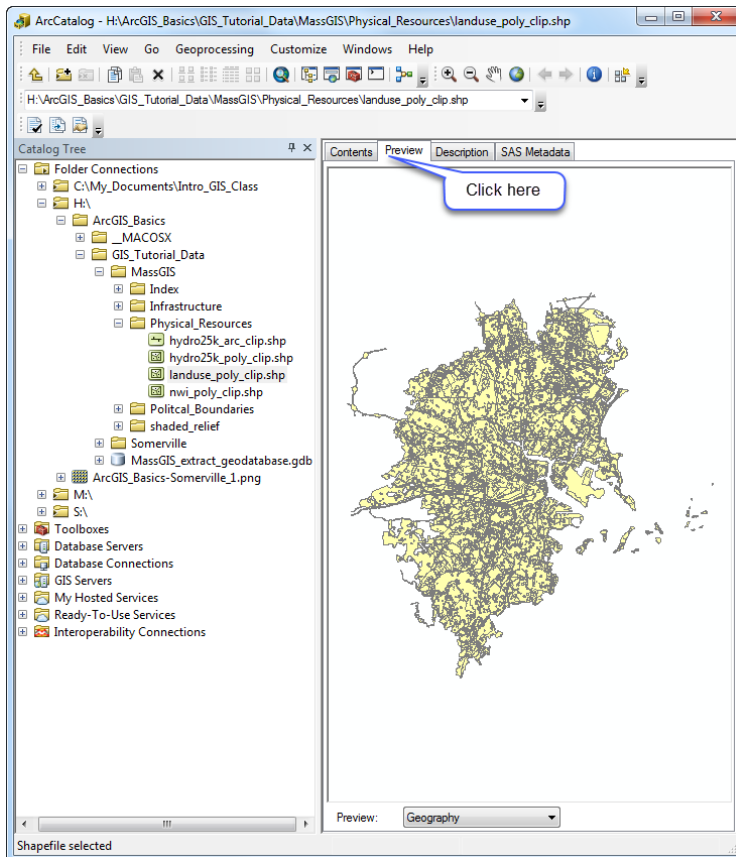 ArcCatalog - H:\ArcGIS_Basics\GIS_Tutorial_Data\MassGIS\Physical_Resources\landuse_poly_clip.shp
File Edit View Go Geoprocessing Customize Windows Help
H:\ArcGIS_Basics\GIS_Tutorial_Data\MassGIS\Physical_Resources\landuse_poly_clip.shp
Catalog Tree
Folder Connections
C:\My_Documents\Intro_GIS_Class
H:\
ArcGIS_Basics
__MACOSX
GIS_Tutorial_Data
MassGIS
Index
Infrastructure
Physical_Resources
hydro25k_arc_clip.shp
hydro25k_poly_clip.shp
landuse_poly_clip.shp
nwi_poly_clip.shp
Politcal_Boundaries
shaded_relief
Somerville
MassGIS_extract_geodatabase.gdb
ArcGIS_Basics-Somerville_1.png
M:\
S:\
Toolboxes
Database Servers
Database Connections
GIS Servers
My Hosted Services
Ready-To-Use Services
Interoperability Connections
Contents Preview Description SAS Metadata
Click here
Preview: Geography
Shapefile selected